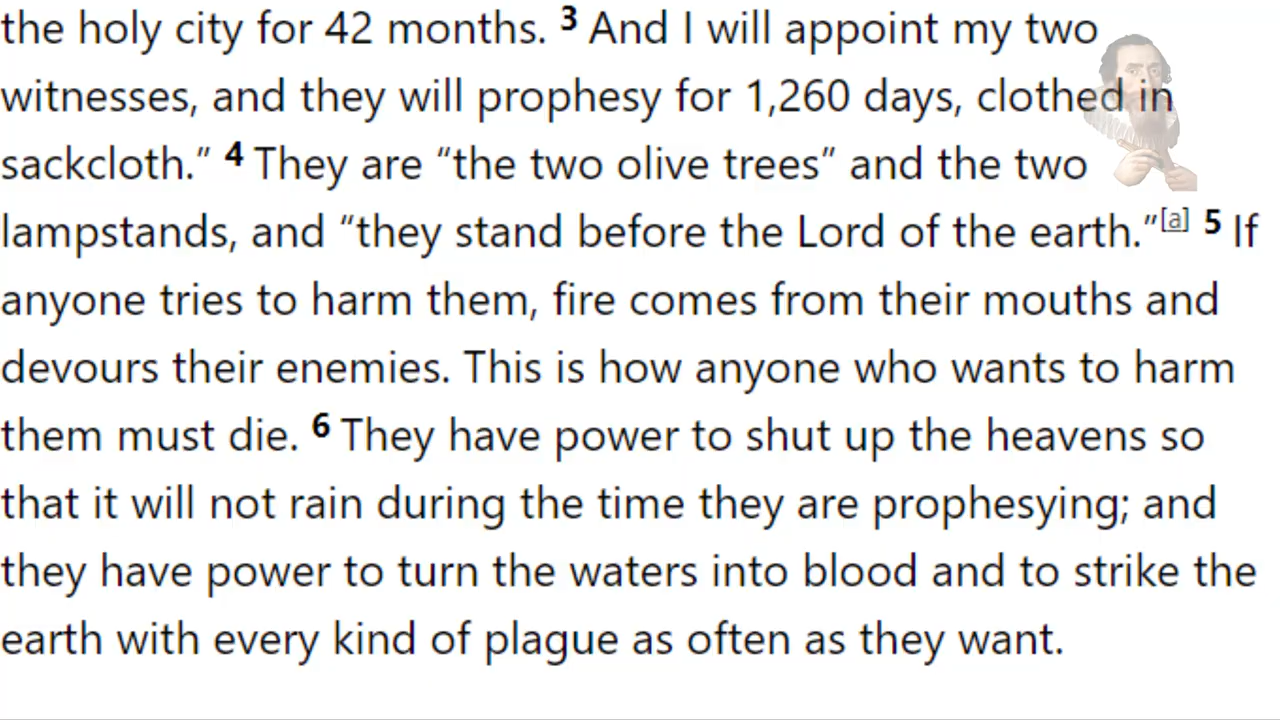 the holy city for 42 months. 3 And I will appoint my two
witnesses, and they will prophesy for 1,260 days, clothed in
sackcloth.” 4 They are “the two olive trees” and the two
lampstands, and “they stand before the Lord of the earth.”[a] 5 If
anyone tries to harm them, fire comes from their mouths and
devours their enemies. This is how anyone who wants to harm
them must die. 6 They have power to shut up the heavens so
that it will not rain during the time they are prophesying; and
they have power to turn the waters into blood and to strike the
earth with every kind of plague as often as they want.